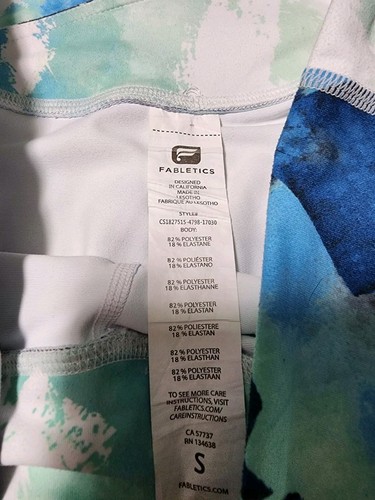 FABLETICS
DESIGNED
IN CALIFORNIA
MADE IN
LESOTHO
FABRIQUÉ AU LESOTHO
STYLE#
CS1827515-4798-17030
BODY:
82% POLYESTER
18% ELASTANE
82% POLIÉSTER
18% ELASTANO
82% POLYESTER
18% ELASTHANNE
82% POLYESTER
18% ELASTAN
82% POLIESTERE
18% ELASTAN
82% POLYESTER
18% ELASTHAN
82% POLYESTER
18% ELASTAAN
TO SEE MORE CARE
INSTRUCTIONS, VISIT
FABLETICS.COM/
CAREINSTRUCTIONS
CA 57737
RN 134638
S
FABLETICS.COM